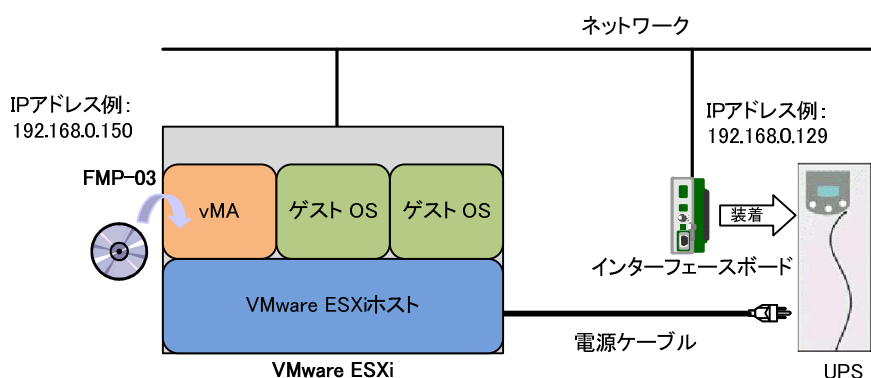 ネットワーク
IPアドレス例:
192.168.0.150
IPアドレス例:
192.168.0.129
FMP-03
vMA
ゲスト OS
ゲスト OS
装着
インターフェースボード
VMware ESXiホスト
電源ケーブル
VMware ESXi
UPS